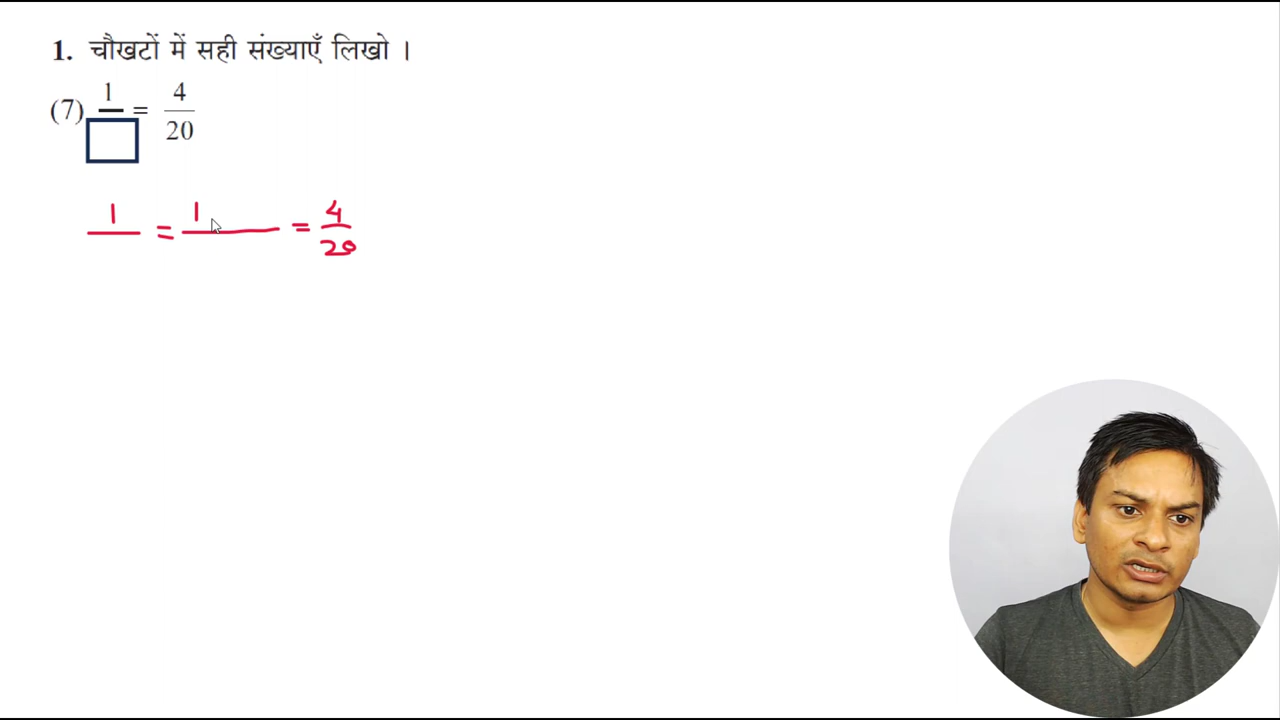 1. चौखटों में सही संख्याएँ लिखो ।
(7) 1/□ = 4/20
1/ = 1/ = 4/20